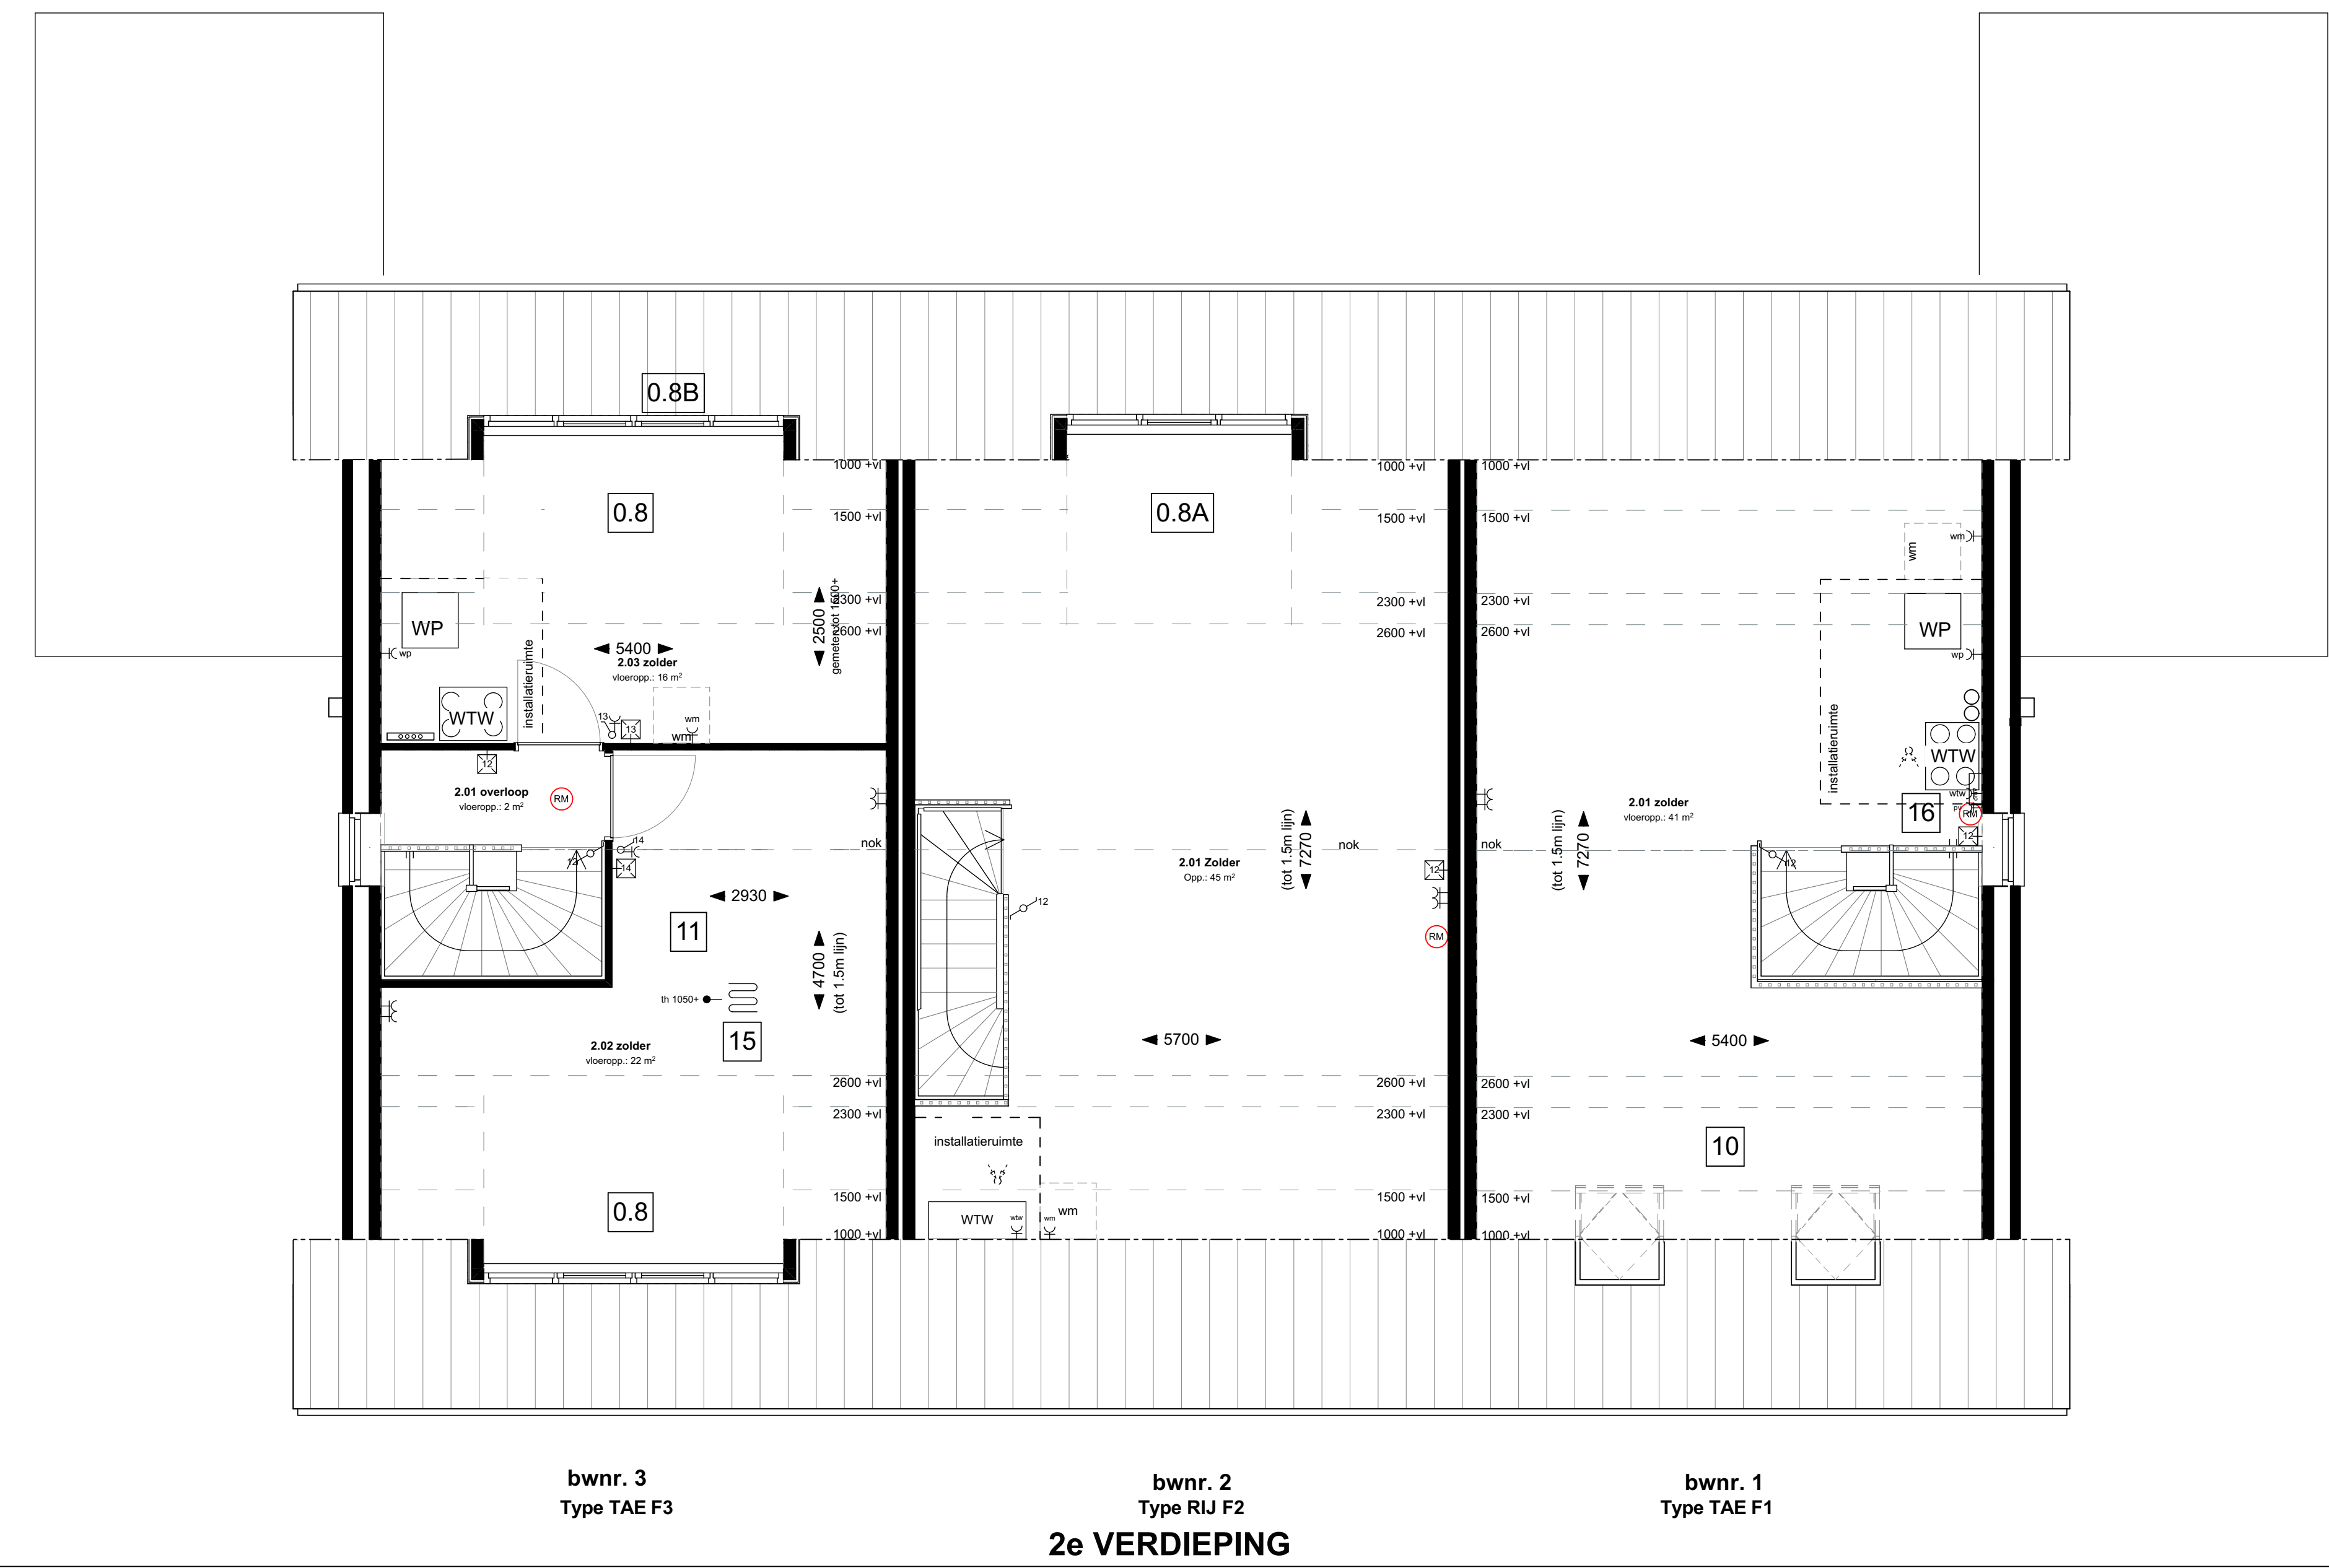 0.8B
1000 +vl
1000 +vl
1000 +vl
0.8
0.8A
1500 +vl
1500 +vl
1500 +vl
wm
wm
2300 +vl
2300 +vl
2300 +vl
2500
gemeten tot 1500+
2600 +vl
2600 +vl
2600 +vl
WP
WP
wp
wp
installatieruimte
5400
2.03 zolder
vloeropp.: 16 m²
WTW
13
13
wm
wm
installatieruimte
WTW
wtw
12
2.01 overloop
vloeropp.: 2 m²
RM
2.01 zolder
vloeropp.: 41 m²
16
RM
12
nok
nok
nok
12
14
14
12
2.01 Zolder
Opp.: 45 m²
7270
(tot 1.5m lijn)
7270
(tot 1.5m lijn)
12
12
RM
2930
11
4700
(tot 1.5m lijn)
th 1050+
15
2.02 zolder
vloeropp.: 22 m²
5700
5400
2600 +vl
2600 +vl
2600 +vl
2300 +vl
2300 +vl
2300 +vl
installatieruimte
10
1500 +vl
1500 +vl
1500 +vl
0.8
WTW
wtw
wm
wm
1000 +vl
1000 +vl
1000 +vl
bwnr. 3
Type TAE F3
bwnr. 2
Type RIJ F2
bwnr. 1
Type TAE F1
2e VERDIEPING